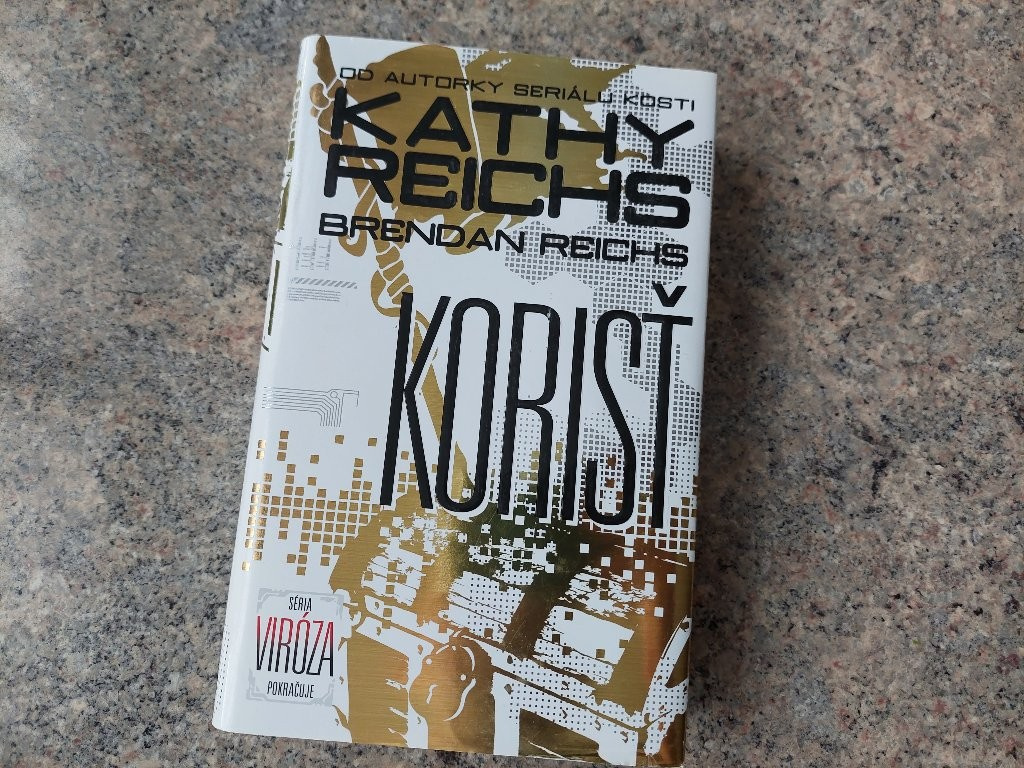 OD AUTORKY SERIÁLU KOSTI
KATHY
REICHS
BRENDAN REICHS
KORISŤ
SÉRIA
VIRÓZA
POKRAČUJE